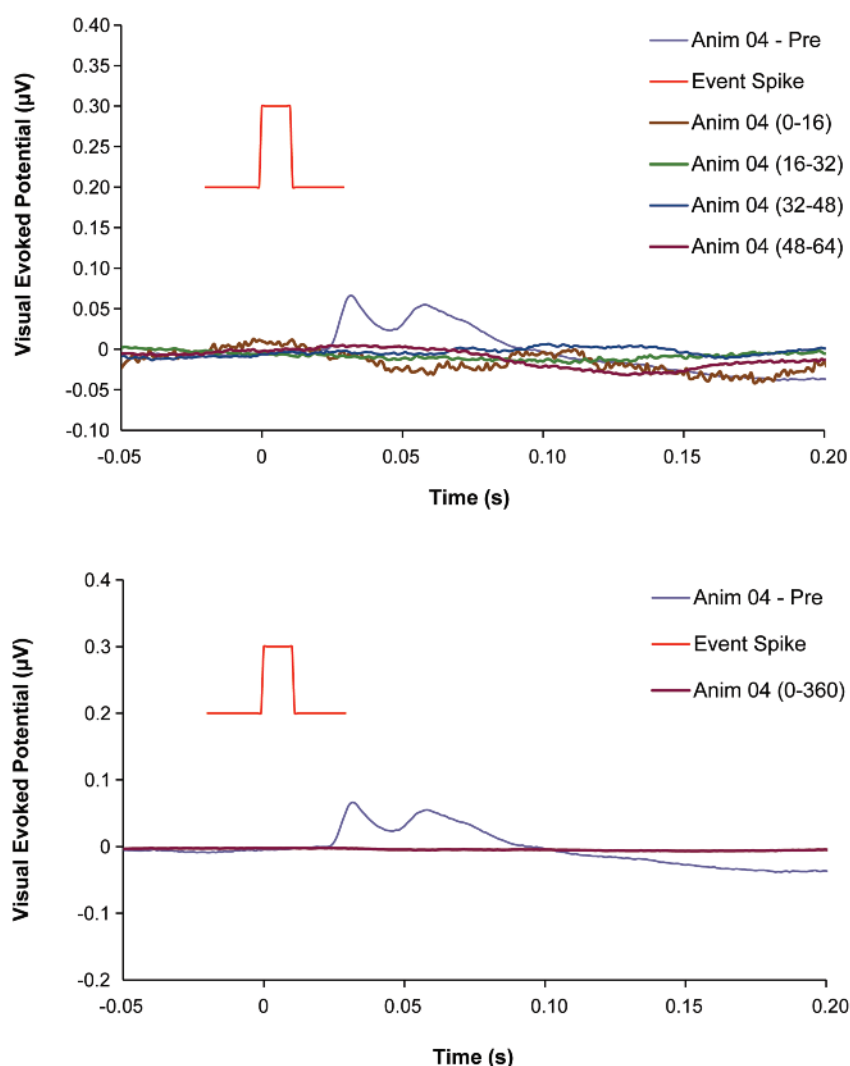 0.40
0.35
0.30
0.25
0.20
0.15
0.10
0.05
0
-0.05
-0.10
Visual Evoked Potential (µV)
-0.05 0 0.05 0.10 0.15 0.20
Time (s)
Anim 04 - Pre
Event Spike
Anim 04 (0-16)
Anim 04 (16-32)
Anim 04 (32-48)
Anim 04 (48-64)
0.4
0.3
0.2
0.1
0
-0.1
-0.2
Visual Evoked Potential (µV)
-0.05 0 0.05 0.10 0.15 0.20
Time (s)
Anim 04 - Pre
Event Spike
Anim 04 (0-360)